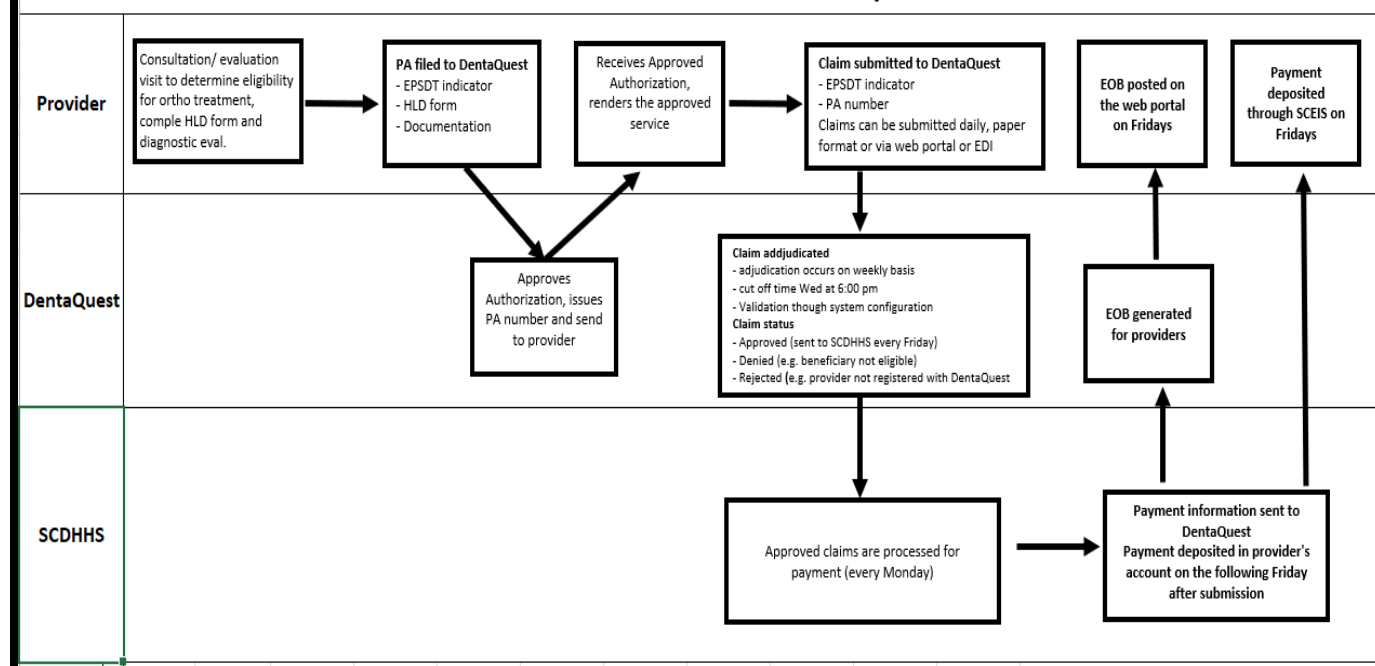 Provider
Consultation/ evaluation
visit to determine eligibility
for ortho treatment,
comple HLD form and
diagnostic eval.
PA filed to DentaQuest
- EPSDT indicator
- HLD form
- Documentation
Receives Approved
Authorization,
renders the approved
service
Claim submitted to DentaQuest
- EPSDT indicator
- PA number
Claims can be submitted daily, paper
format or via web portal or EDI
EOB posted on
the web portal
on Fridays
Payment
deposited
through SCEIS on
Fridays
DentaQuest
Approves
Authorization, issues
PA number and send
to provider
Claim addjudicated
- adjudication occurs on weekly basis
- cut off time Wed at 6:00 pm
- Validation though system configuration
Claim status
- Approved (sent to SCDHHS every Friday)
- Denied (e.g. beneficiary not eligible)
- Rejected (e.g. provider not registered with DentaQuest
EOB generated
for providers
SCDHHS
Approved claims are processed for
payment (every Monday)
Payment information sent to
DentaQuest
Payment deposited in provider's
account on the following Friday
after submission